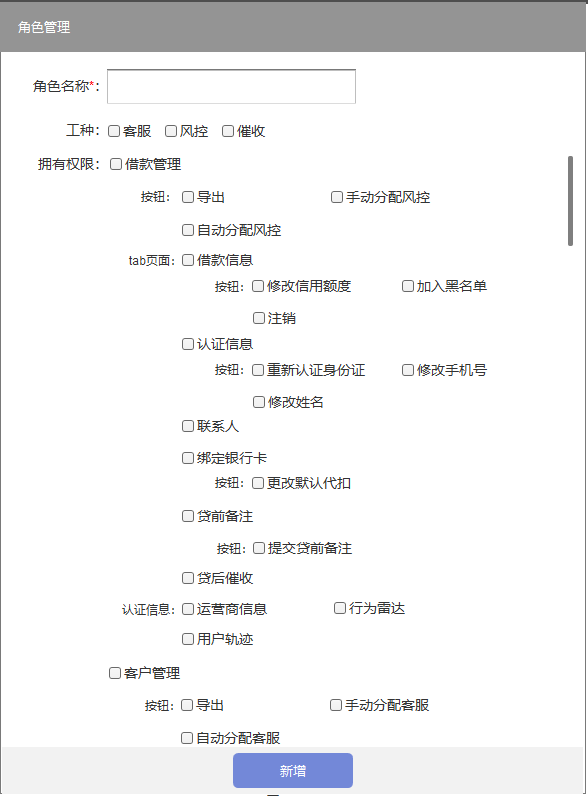 角色管理
角色名称*：
工种： 客服 风控 催收
拥有权限： 借款管理
按钮： 导出 手动分配风控
自动分配风控
tab页面： 借款信息
按钮： 修改信用额度 加入黑名单
注销
认证信息
按钮： 重新认证身份证 修改手机号
修改姓名
联系人
绑定银行卡
按钮： 更改默认代扣
贷前备注
按钮： 提交贷前备注
贷后催收
认证信息： 运营商信息 行为雷达
用户轨迹
客户管理
按钮： 导出 手动分配客服
自动分配客服
新增